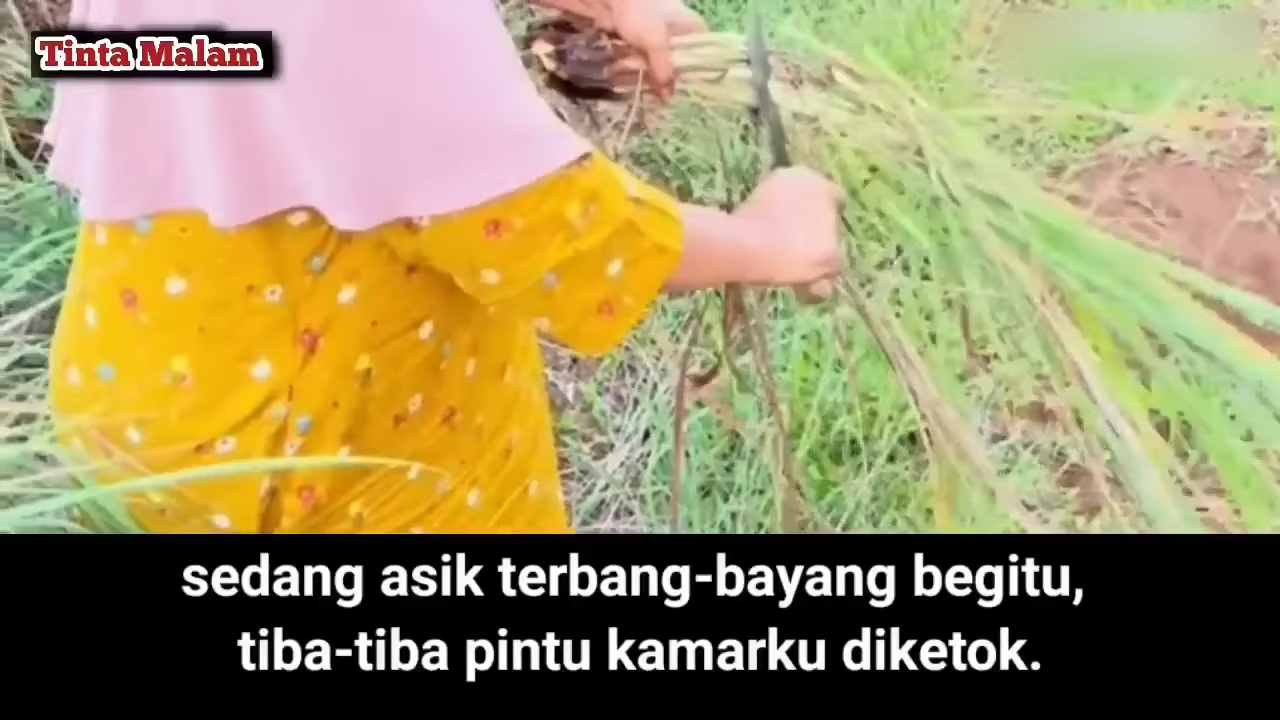 Tinta Malam
sedang asik terbang-bayang begitu,
tiba-tiba pintu kamarku diketok.